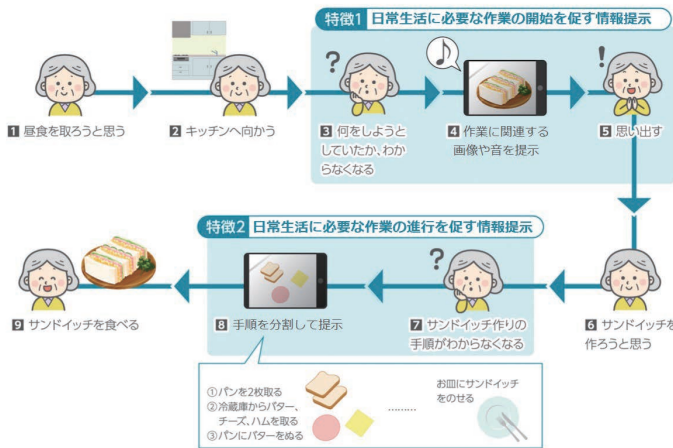 特徴1 日常生活に必要な作業の開始を促す情報提示
?
♪
!
1 昼食を取ろうと思う
2 キッチンへ向かう
3 何をしようと
していたか、わか
らなくなる
4 作業に関連する
画像や音を提示
5 思い出す
特徴2 日常生活に必要な作業の進行を促す情報提示
?
9 サンドイッチを食べる
8 手順を分割して提示
7 サンドイッチ作りの
手順がわからなくなる
6 サンドイッチを
作ろうと思う
①パンを2枚取る
②冷蔵庫からバター、
チーズ、ハムを取る
③パンにバターをぬる
………
お皿にサンドイッチ
をのせる